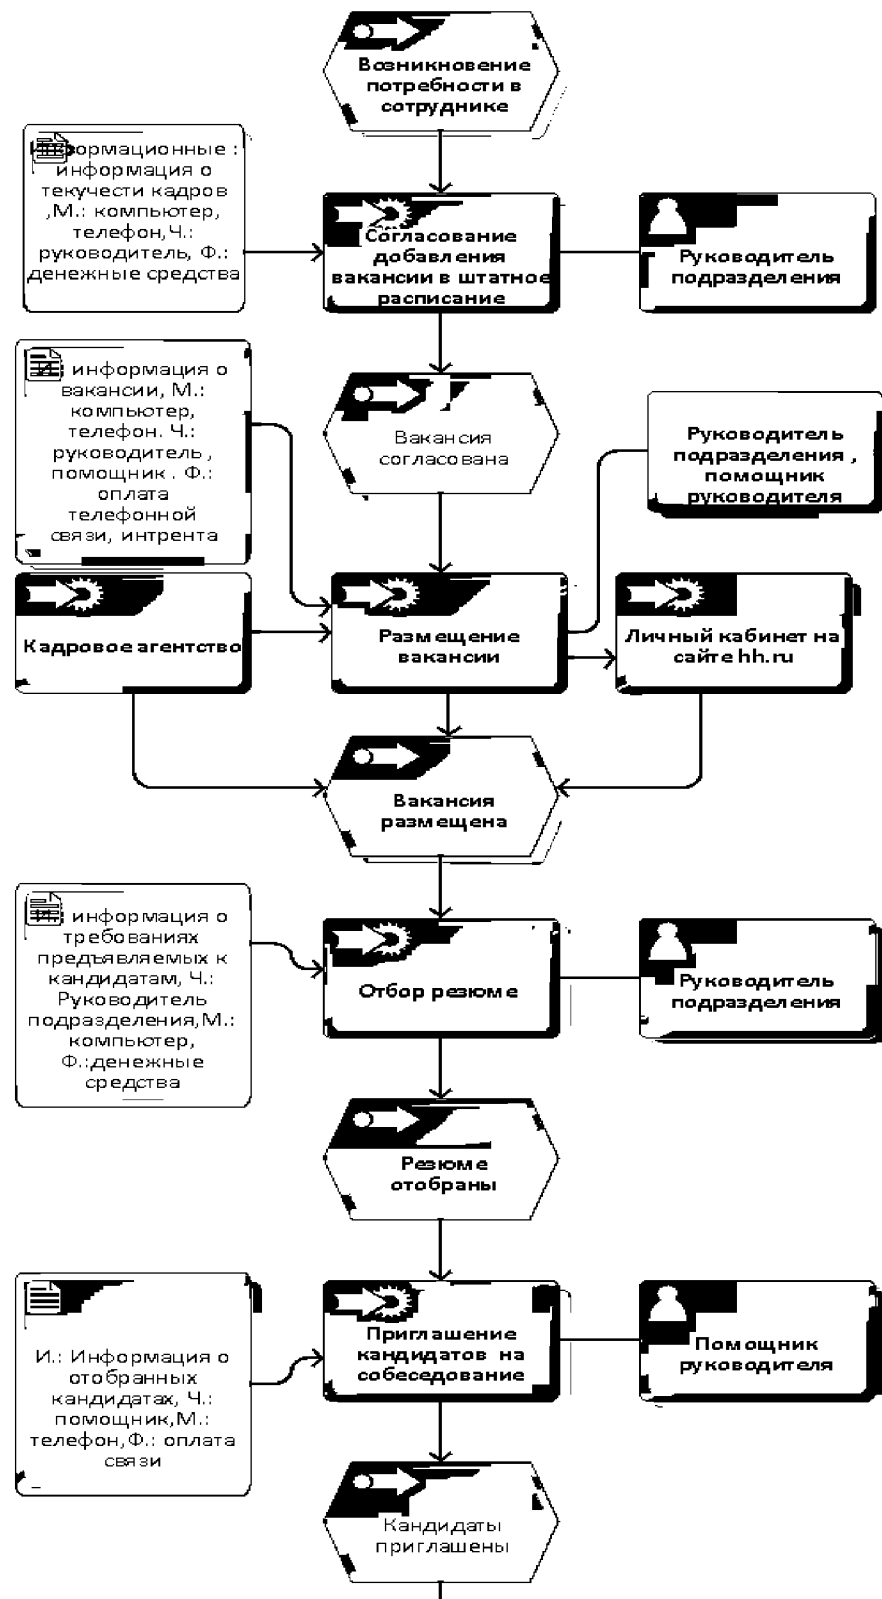 Возникновение
потребности в
сотруднике
Информационные :
информация о
текучести кадров
,М.: компьютер,
телефон,Ч.:
руководитель, Ф.:
денежные средства
Согласование
добавления
вакансии в штатное
расписание
Руководитель
подразделения
И: информация о
вакансии, М.:
компьютер,
телефон. Ч.:
руководитель ,
помощник . Ф.:
оплата
телефонной
связи, интрента
Вакансия
согласована
Руководитель
подразделения ,
помощник
руководителя
Кадровое агентство
Размещение
вакансии
Личный кабинет на
сайте hh.ru
Вакансия
размещена
И: информация о
требованиях
предъявляемых к
кандидатам, Ч.:
Руководитель
подразделения,М.:
компьютер,
Ф.:денежные
средства
Отбор резюме
Руководитель
подразделения
Резюме
отобраны
И.: Информация о
отобранных
кандидатах, Ч.:
помощник,М.:
телефон,Ф.: оплата
связи
Приглашение
кандидатов на
собеседование
Помощник
руководителя
Кандидаты
приглашены